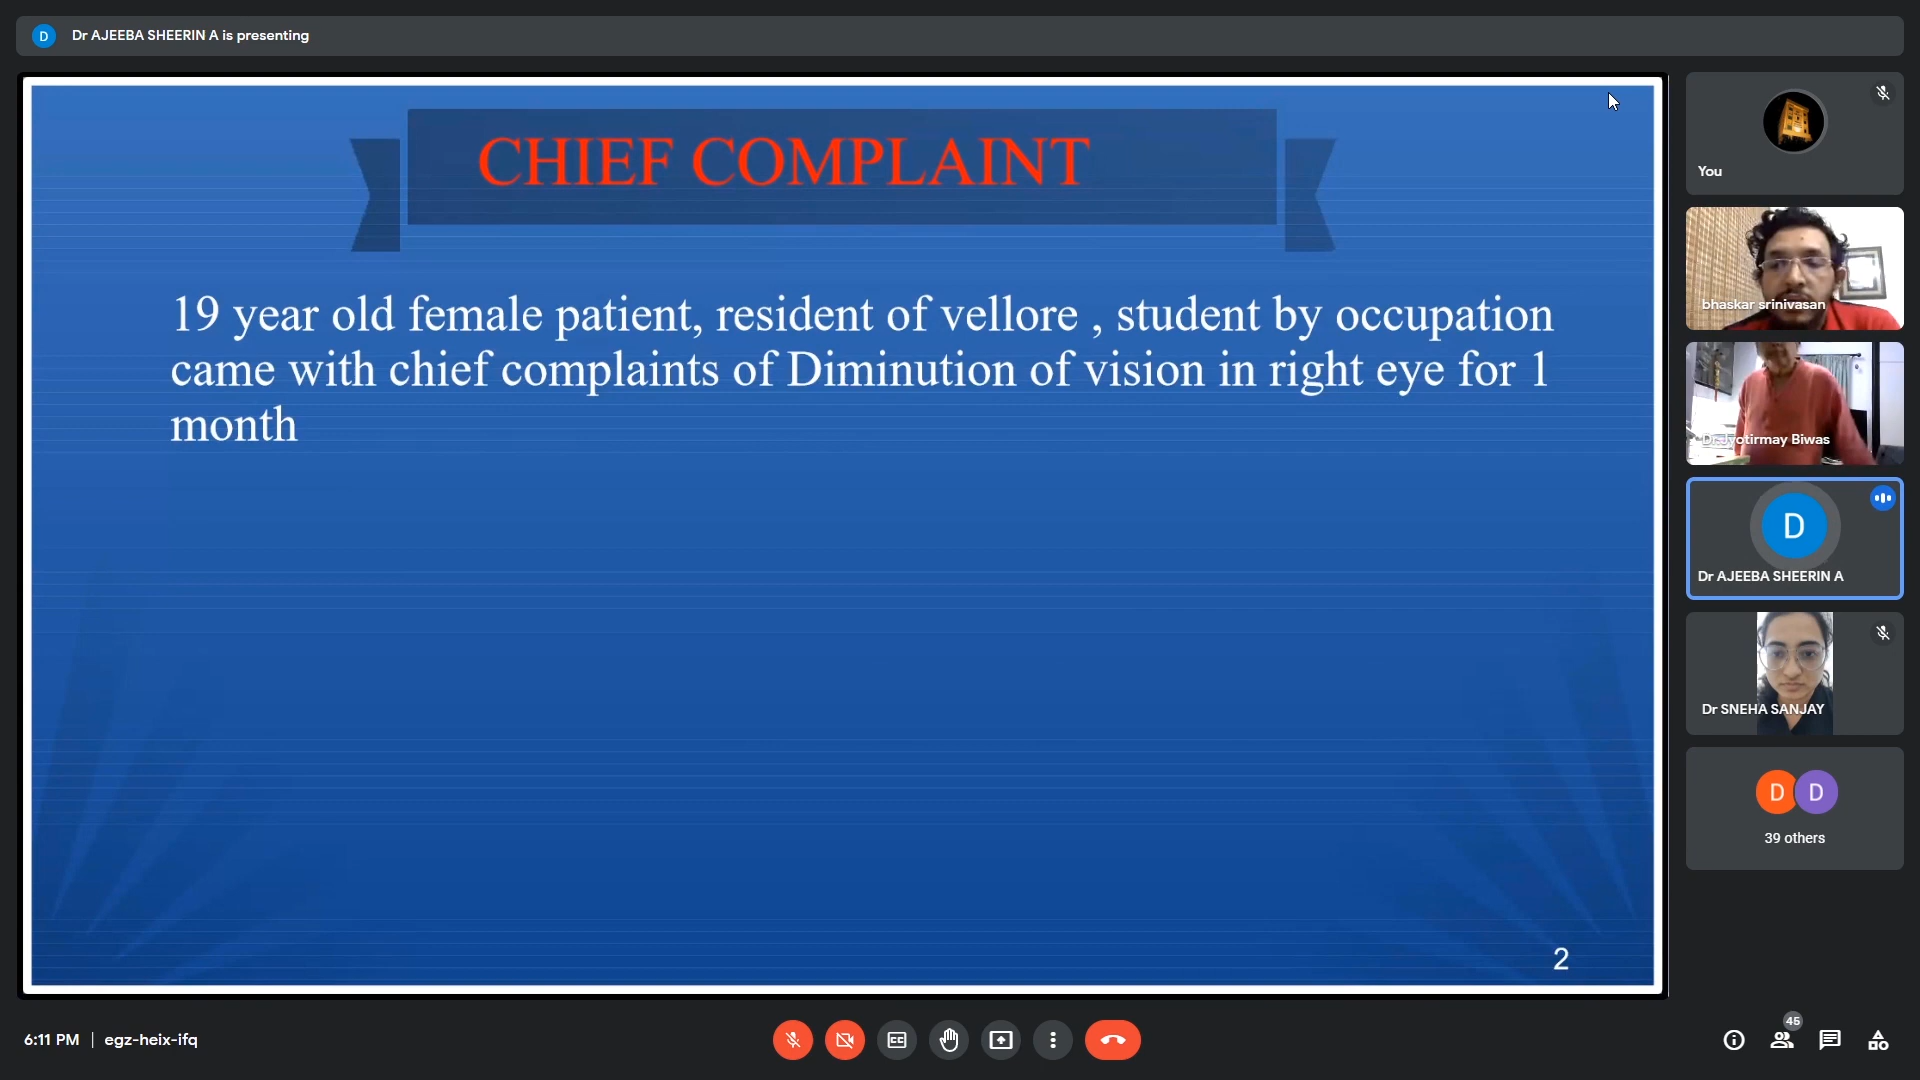 D
Dr AJEEBA SHEERIN A is presenting
CHIEF COMPLAINT
19 year old female patient, resident of vellore , student by occupation
came with chief complaints of Diminution of vision in right eye for 1
month
2
You
bhaskar srinivasan
Dr.Jyotirmay Biwas
D
Dr AJEEBA SHEERIN A
Dr SNEHA SANJAY
D D
39 others
6:11 PM | egz-heix-ifq
45